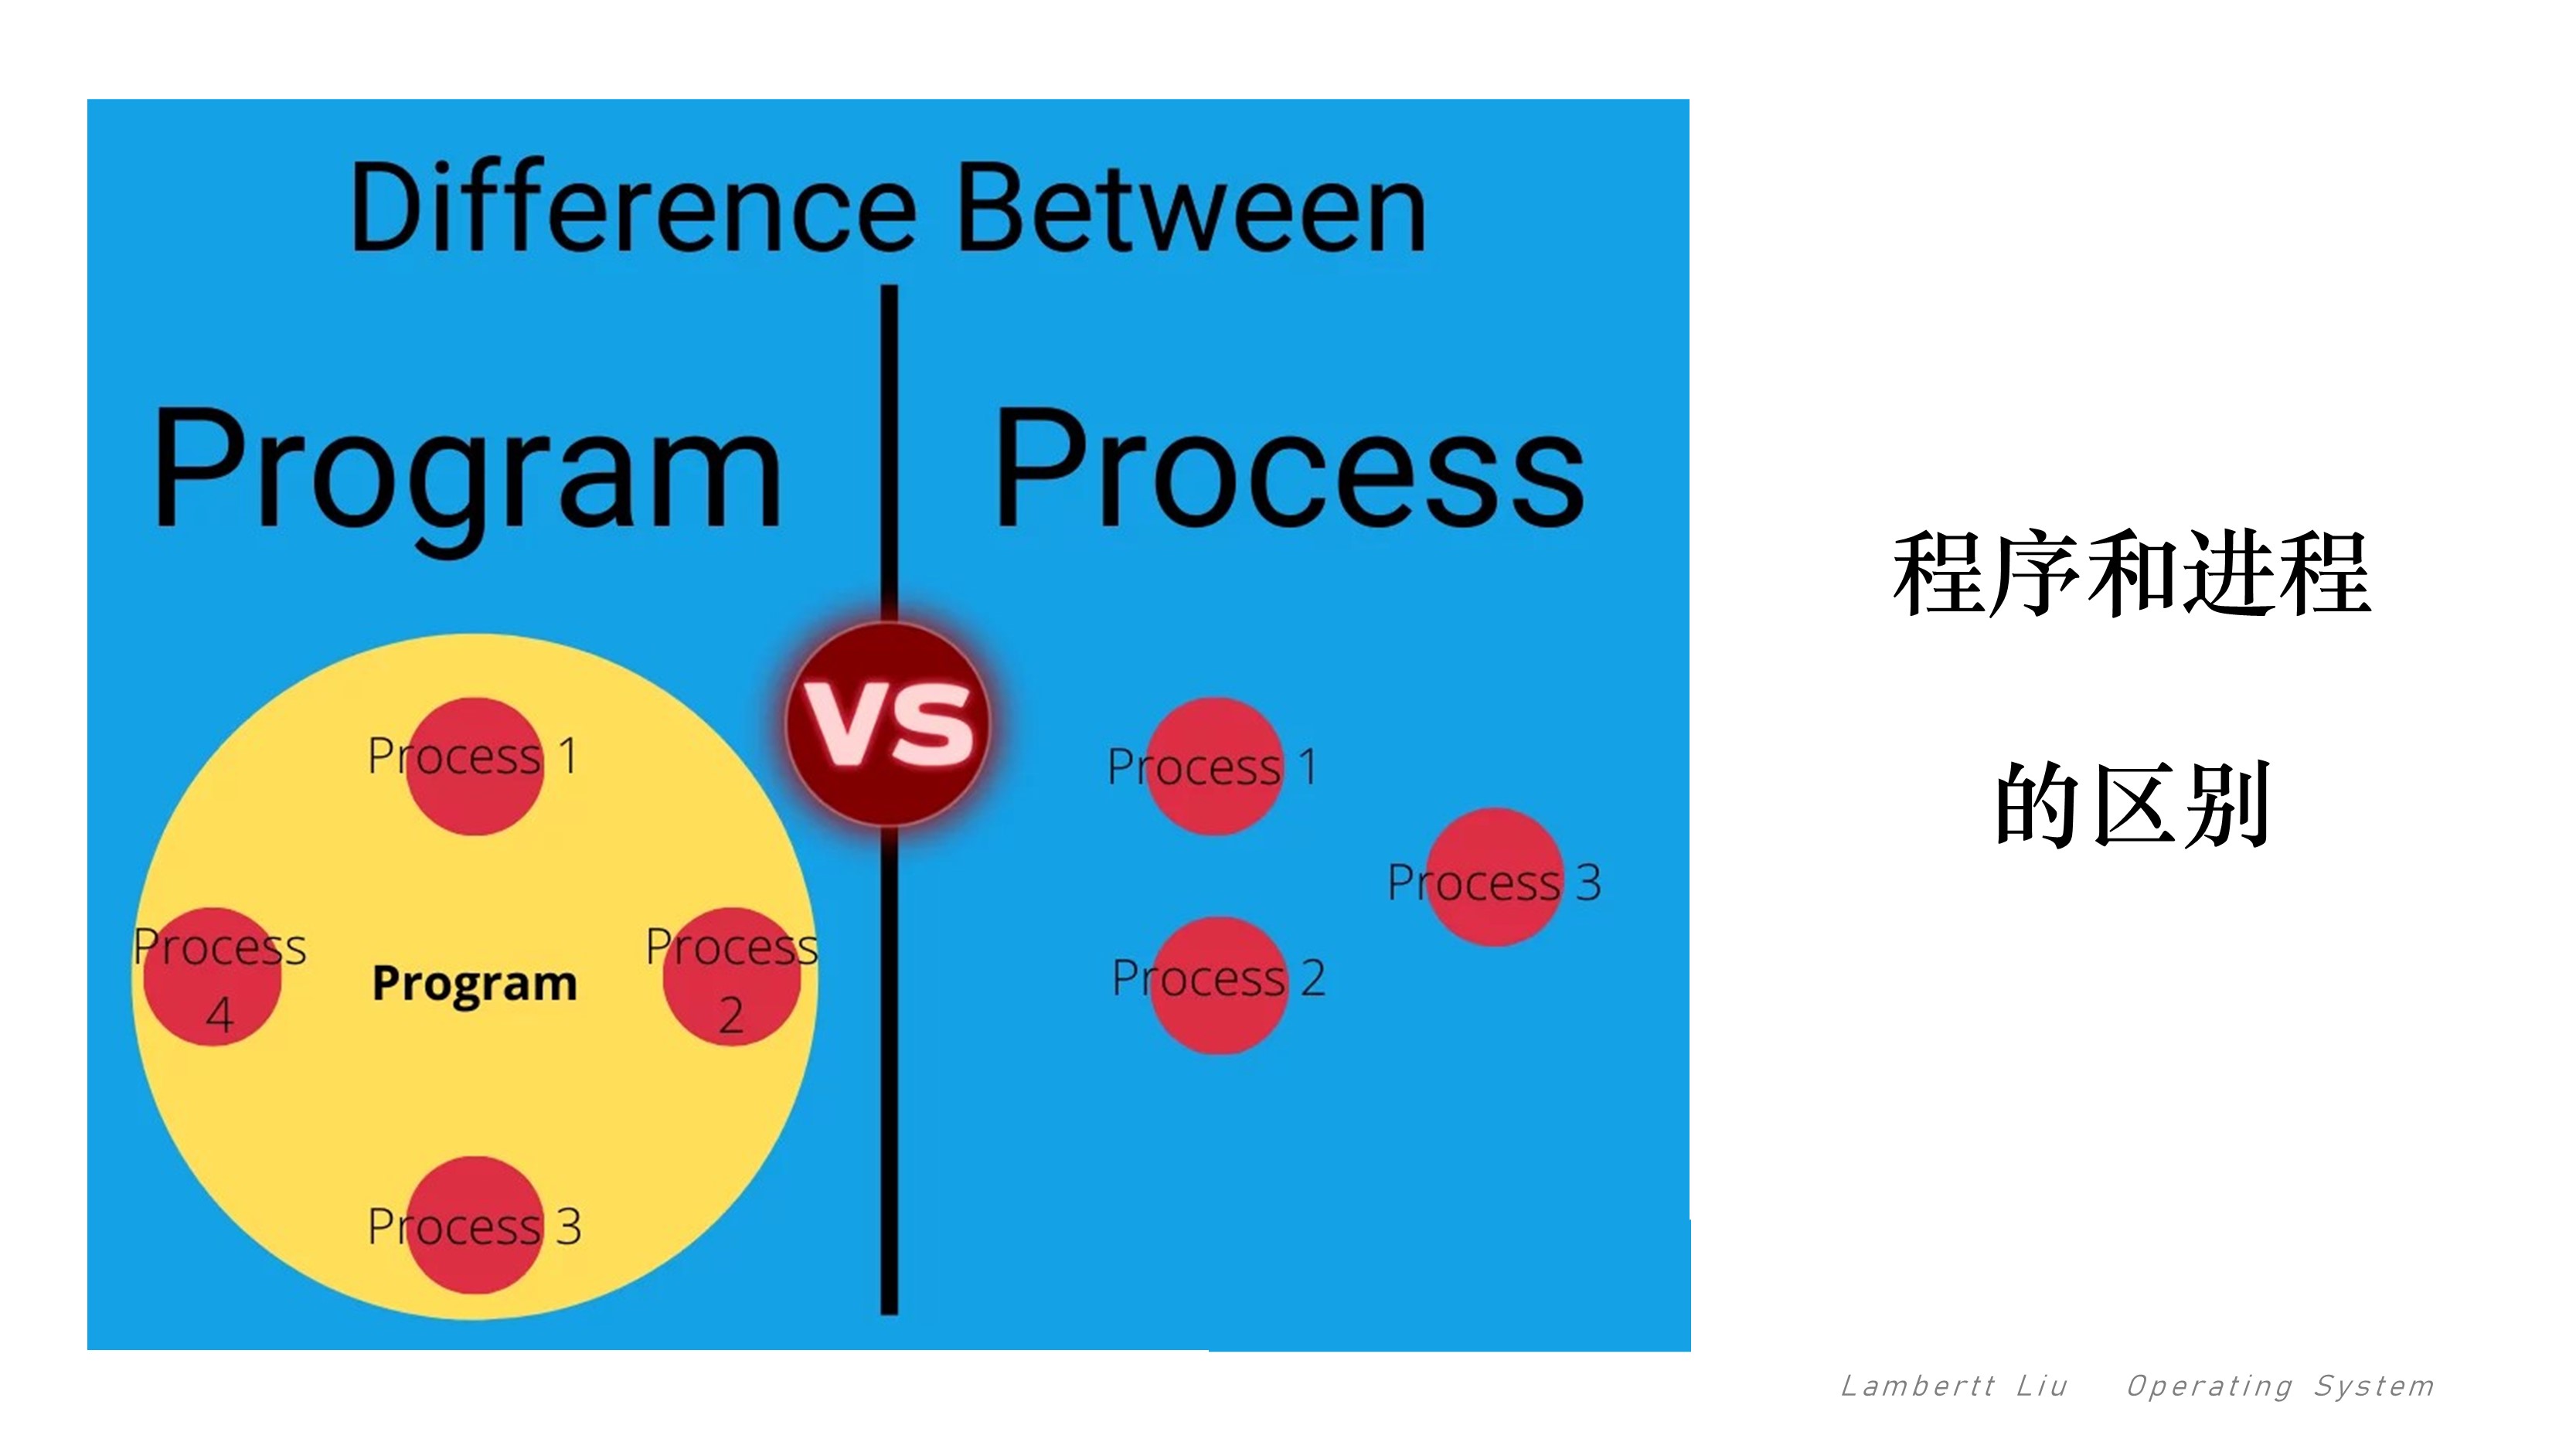 Difference Between
Program
Process
VS
Process 1
Process
4
Program
Process
2
Process 3
Process 1
Process 3
Process 2
程序和进程
的区别
Lambertt Liu Operating System